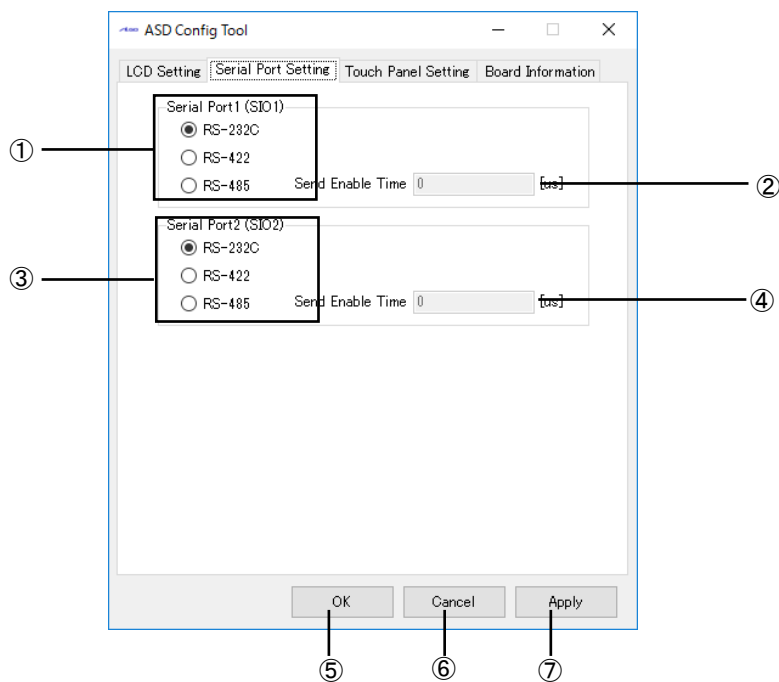 ASD Config Tool
LCD Setting Serial Port Setting Touch Panel Setting Board Information
Serial Port1 (SIO1)
RS-232C
① RS-422
RS-485 Send Enable Time 0 [us] ②
Serial Port2 (SIO2)
RS-232C
③ RS-422
RS-485 Send Enable Time 0 [us] ④
OK Cancel Apply
⑤ ⑥ ⑦